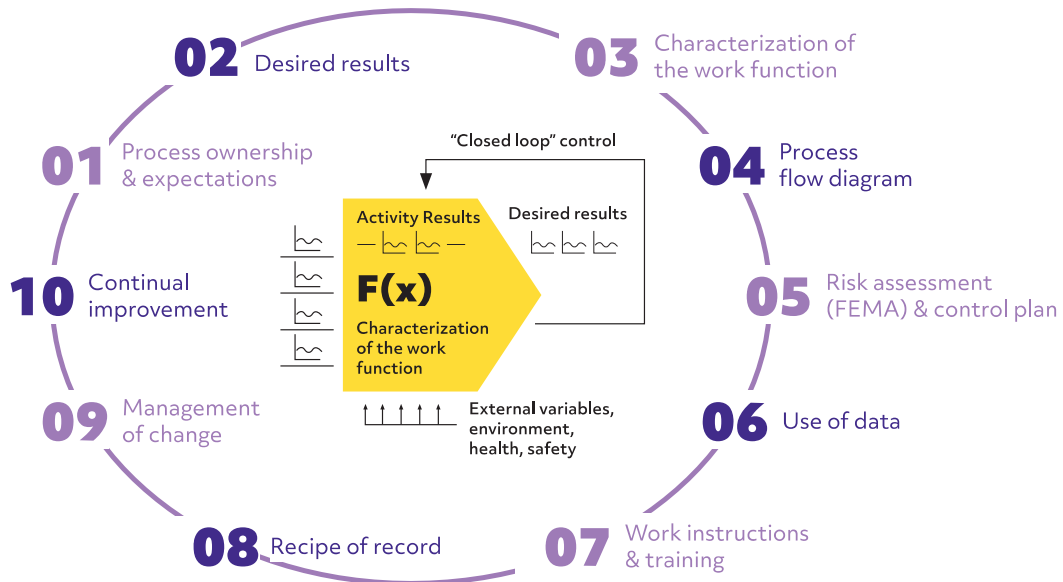 01 Process ownership
& expectations
02 Desired results
03 Characterization of
the work function
04 Process
flow diagram
05 Risk assessment
(FEMA) & control plan
06 Use of data
07 Work instructions
& training
08 Recipe of record
09 Management
of change
10 Continual
improvement
“Closed loop” control
Activity Results
Desired results
F(x)
Characterization
of the work
function
External variables,
environment,
health, safety